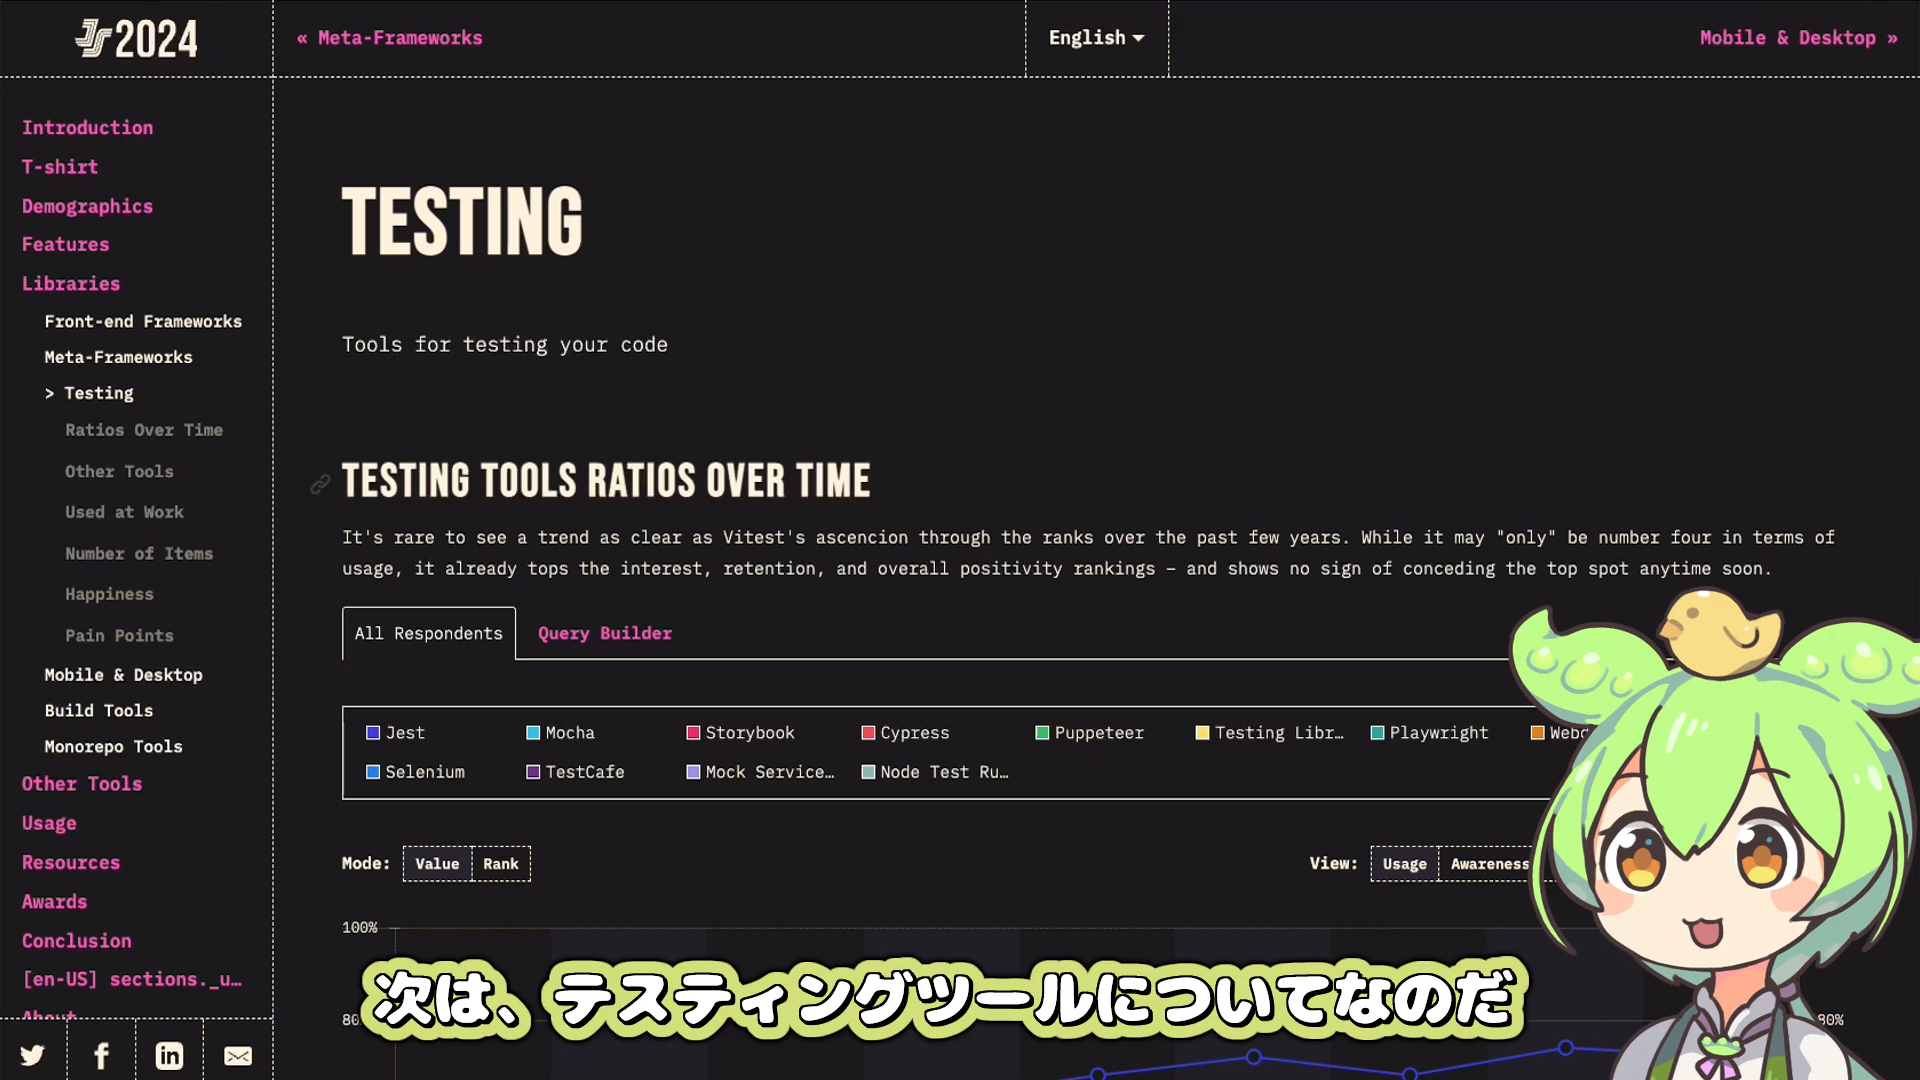 JS 2024
« Meta-Frameworks
English
Mobile & Desktop »
Introduction
T-shirt
Demographics
Features
Libraries
Front-end Frameworks
Meta-Frameworks
> Testing
Ratios Over Time
Other Tools
Used at Work
Number of Items
Happiness
Pain Points
Mobile & Desktop
Build Tools
Monorepo Tools
Other Tools
Usage
Resources
Awards
Conclusion
[en-US] sections._u…
About
TESTING
Tools for testing your code
TESTING TOOLS RATIOS OVER TIME
It's rare to see a trend as clear as Vitest's ascencion through the ranks over the past few years. While it may "only" be number four in terms of
usage, it already tops the interest, retention, and overall positivity rankings – and shows no sign of conceding the top spot anytime soon.
All Respondents Query Builder
Jest Mocha Storybook Cypress Puppeteer Testing Libr… Playwright
Selenium TestCafe Mock Service… Node Test Ru…
Mode: Value Rank View: Usage Awareness
100%
80%
次は、テスティングツールについてなのだ